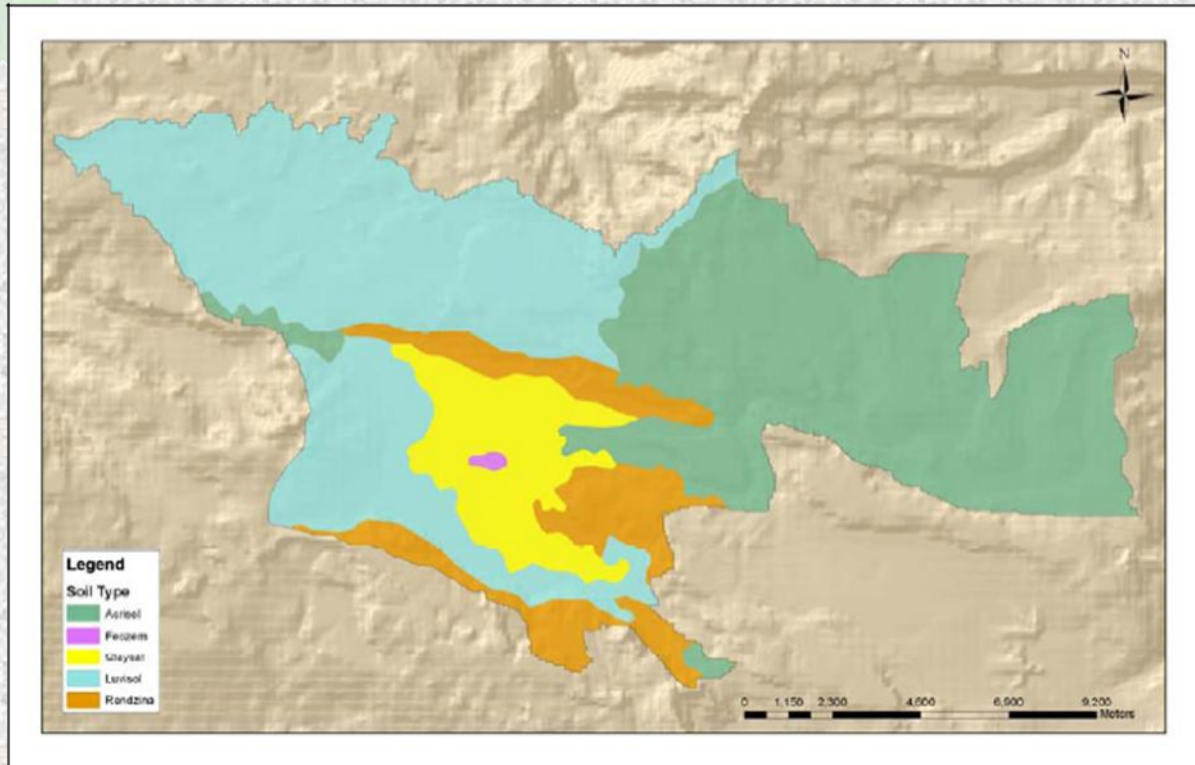 N
Legend
Soil Type
Acrisol
Feozem
Gleysol
Luvisol
Rendzina
0 1,150 2,300 4,600 6,900 9,200
Meters